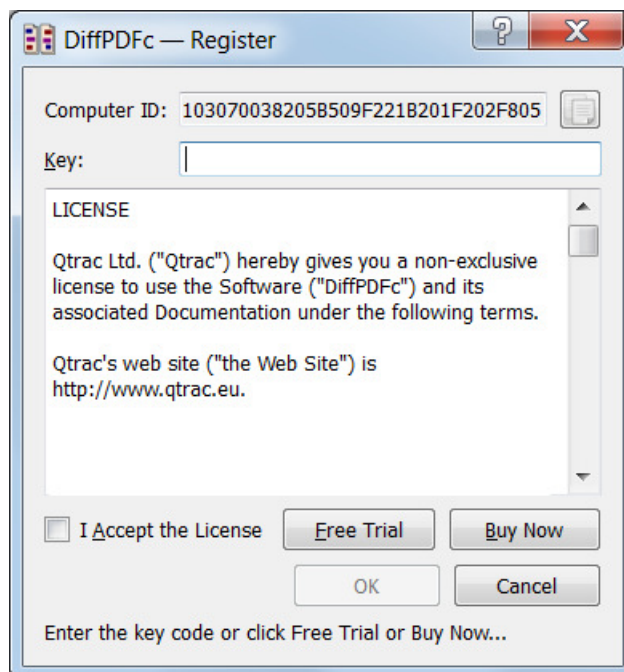 DiffPDFc — Register
Computer ID: 103070038205B509F221B201F202F805
Key:
LICENSE
Qtrac Ltd. ("Qtrac") hereby gives you a non-exclusive
license to use the Software ("DiffPDFc") and its
associated Documentation under the following terms.
Qtrac's web site ("the Web Site") is
http://www.qtrac.eu.
I Accept the License
Free Trial
Buy Now
OK
Cancel
Enter the key code or click Free Trial or Buy Now...